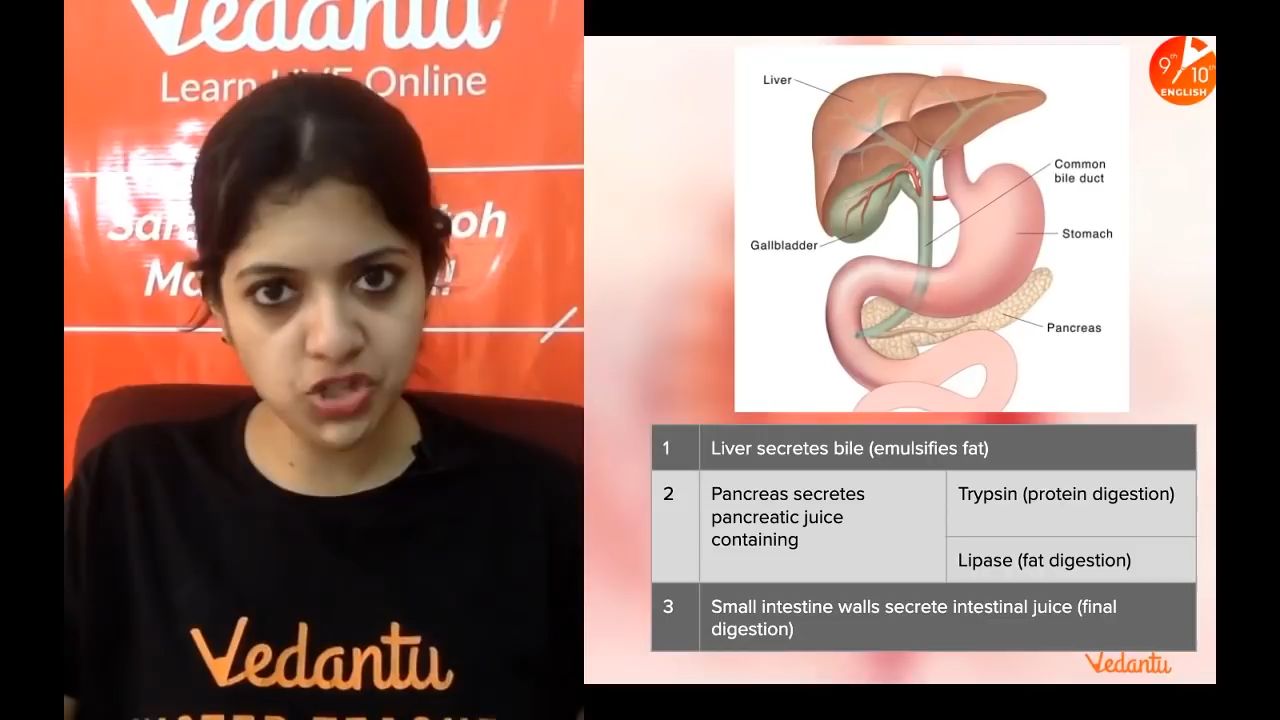 Vedantu
Learn LIVE Online
Vedantu
9th
10th
ENGLISH
Liver
Common
bile duct
Gallbladder
Stomach
Pancreas
1 Liver secretes bile (emulsifies fat)
2 Pancreas secretes
pancreatic juice
containing
Trypsin (protein digestion)
Lipase (fat digestion)
3 Small intestine walls secrete intestinal juice (final
digestion)
Vedantu